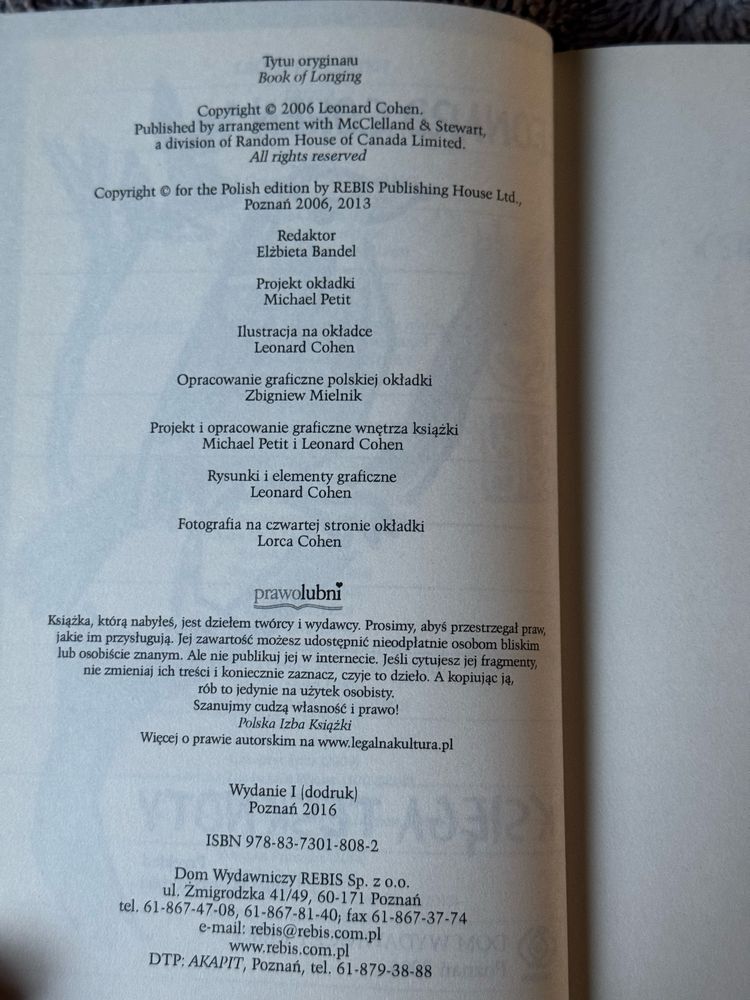 Tytuł oryginału
Book of Longing
Copyright © 2006 Leonard Cohen.
Published by arrangement with McClelland & Stewart,
a division of Random House of Canada Limited.
All rights reserved
Copyright © for the Polish edition by REBIS Publishing House Ltd.,
Poznań 2006, 2013
Redaktor
Elżbieta Bandel
Projekt okładki
Michael Petit
Ilustracja na okładce
Leonard Cohen
Opracowanie graficzne polskiej okładki
Zbigniew Mielnik
Projekt i opracowanie graficzne wnętrza książki
Michael Petit i Leonard Cohen
Rysunki i elementy graficzne
Leonard Cohen
Fotografia na czwartej stronie okładki
Lorca Cohen
prawolubni
Książka, którą nabyłeś, jest dziełem twórcy i wydawcy. Prosimy, abyś przestrzegał praw,
jakie im przysługują. Jej zawartość możesz udostępnić nieodpłatnie osobom bliskim
lub osobiście znanym. Ale nie publikuj jej w internecie. Jeśli cytujesz jej fragmenty,
nie zmieniaj ich treści i koniecznie zaznacz, czyje to dzieło. A kopiując ją,
rób to jedynie na użytek osobisty.
Szanujmy cudzą własność i prawo!
Polska Izba Książki
Więcej o prawie autorskim na www.legalnakultura.pl
Wydanie I (dodruk)
Poznań 2016
ISBN 978-83-7301-808-2
Dom Wydawniczy REBIS Sp. z o.o.
ul. Żmigrodzka 41/49, 60-171 Poznań
tel. 61-867-47-08, 61-867-81-40; fax 61-867-37-74
e-mail: rebis@rebis.com.pl
www.rebis.com.pl
DTP: AKAPIT, Poznań, tel. 61-879-38-88